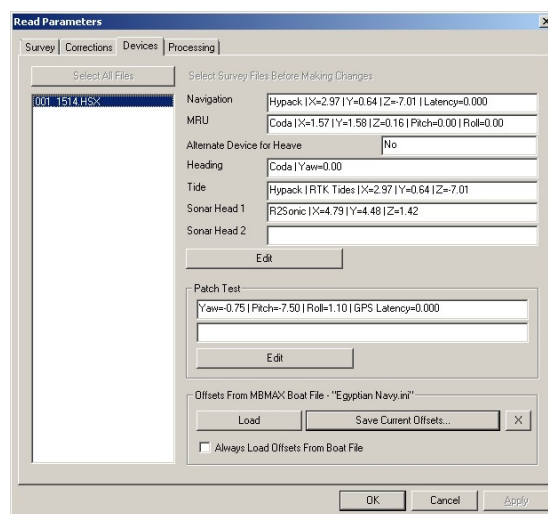 Read Parameters
Survey
Corrections
Devices
Processing
Select All Files
Select Survey Files Before Making Changes
001_1514.HSX
Navigation
Hypack | X=2.97 | Y=0.64 | Z=-7.01 | Latency=0.000
MRU
Coda | X=1.57 | Y=1.58 | Z=0.16 | Pitch=0.00 | Roll=0.00
Alternate Device for Heave
No
Heading
Coda | Yaw=0.00
Tide
Hypack | RTK Tides | X=2.97 | Y=0.64 | Z=-7.01
Sonar Head 1
R2Sonic | X=4.79 | Y=4.48 | Z=1.42
Sonar Head 2
Edit
Patch Test
Yaw=-0.75 | Pitch=-7.50 | Roll=1.10 | GPS Latency=0.000
Edit
Offsets From MBMAX Boat File - "Egyptian Navy.ini"
Load
Save Current Offsets...
X
Always Load Offsets From Boat File
OK
Cancel
Apply